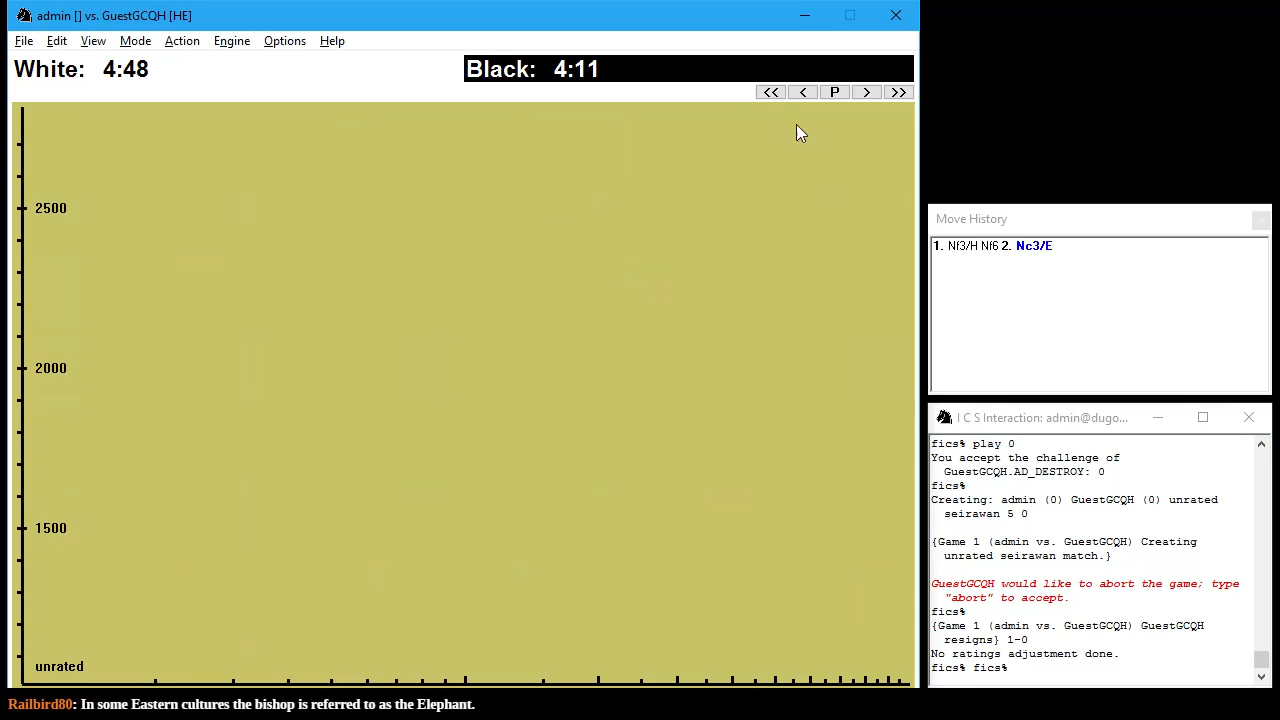 admin [] vs. GuestGCQH [HE]
File Edit View Mode Action Engine Options Help
White: 4:48 Black: 4:11
<< < P > >>
2500
2000
1500
unrated
Move History
1. Nf3/H Nf6 2. Nc3/E
I C S Interaction: admin@dugo...
fics% play 0
You accept the challenge of
GuestGCQH.AD_DESTROY: 0
fics%
Creating: admin (0) GuestGCQH (0) unrated
seirawan 5 0
{Game 1 (admin vs. GuestGCQH) Creating
unrated seirawan match.}
GuestGCQH would like to abort the game; type
"abort" to accept.
fics%
{Game 1 (admin vs. GuestGCQH) GuestGCQH
resigns} 1-0
No ratings adjustment done.
fics% fics%
Railbird80: In some Eastern cultures the bishop is referred to as the Elephant.